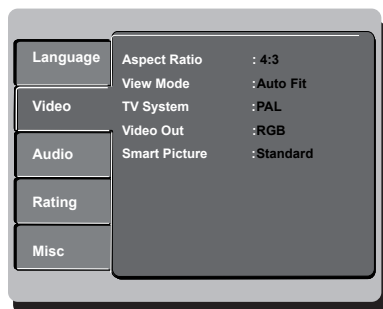 Language
Video
Audio
Rating
Misc
Aspect Ratio : 4:3
View Mode :Auto Fit
TV System :PAL
Video Out :RGB
Smart Picture :Standard